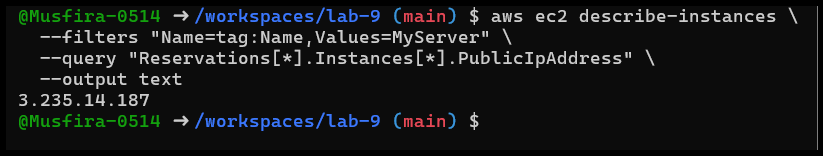 @Musfira-0514 ➜ /workspaces/lab-9 (main) $ aws ec2 describe-instances \
  --filters "Name=tag:Name,Values=MyServer" \
  --query "Reservations[*].Instances[*].PublicIpAddress" \
  --output text
3.235.14.187
@Musfira-0514 ➜ /workspaces/lab-9 (main) $